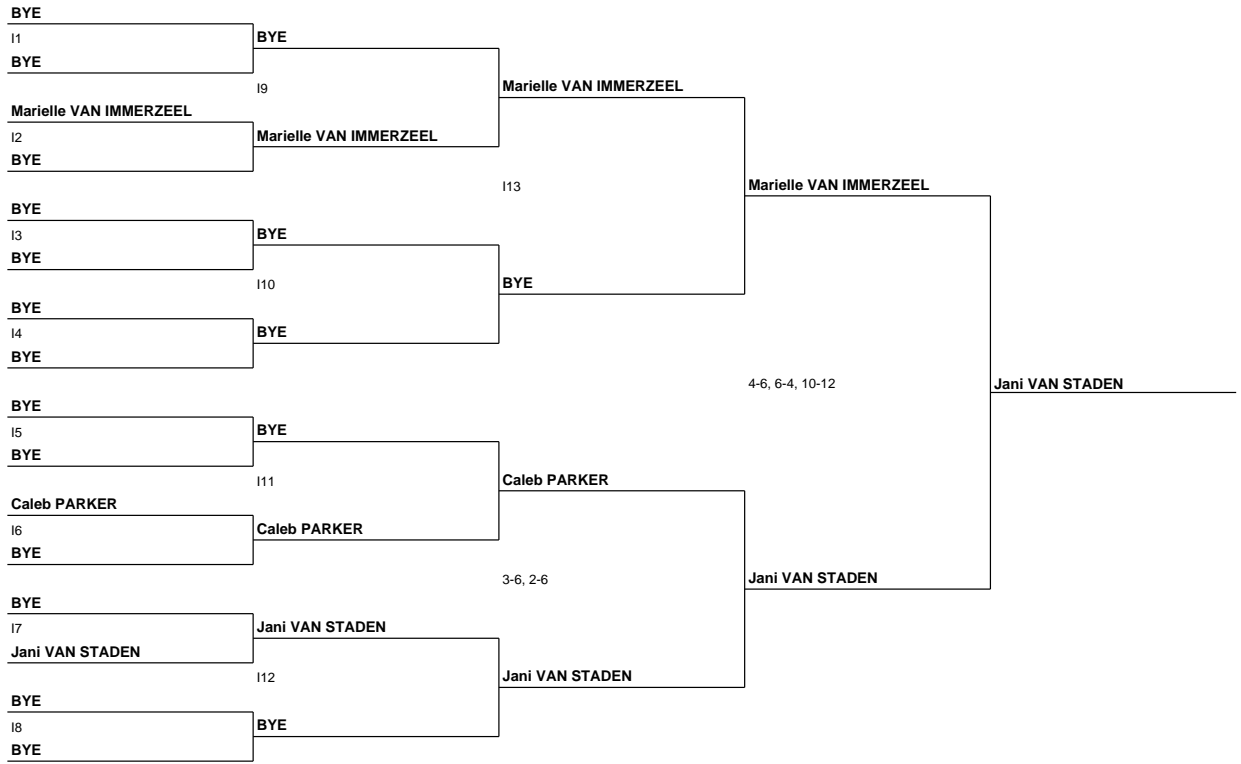 BYE
I1
BYE
BYE
I9
Marielle VAN IMMERZEEL
Marielle VAN IMMERZEEL
I2
Marielle VAN IMMERZEEL
BYE
I13
Marielle VAN IMMERZEEL
BYE
I3
BYE
BYE
I10
BYE
BYE
I4
BYE
BYE
4-6, 6-4, 10-12
Jani VAN STADEN
BYE
I5
BYE
BYE
I11
Caleb PARKER
Caleb PARKER
I6
Caleb PARKER
BYE
3-6, 2-6
Jani VAN STADEN
BYE
I7
Jani VAN STADEN
Jani VAN STADEN
I12
Jani VAN STADEN
BYE
I8
BYE
BYE